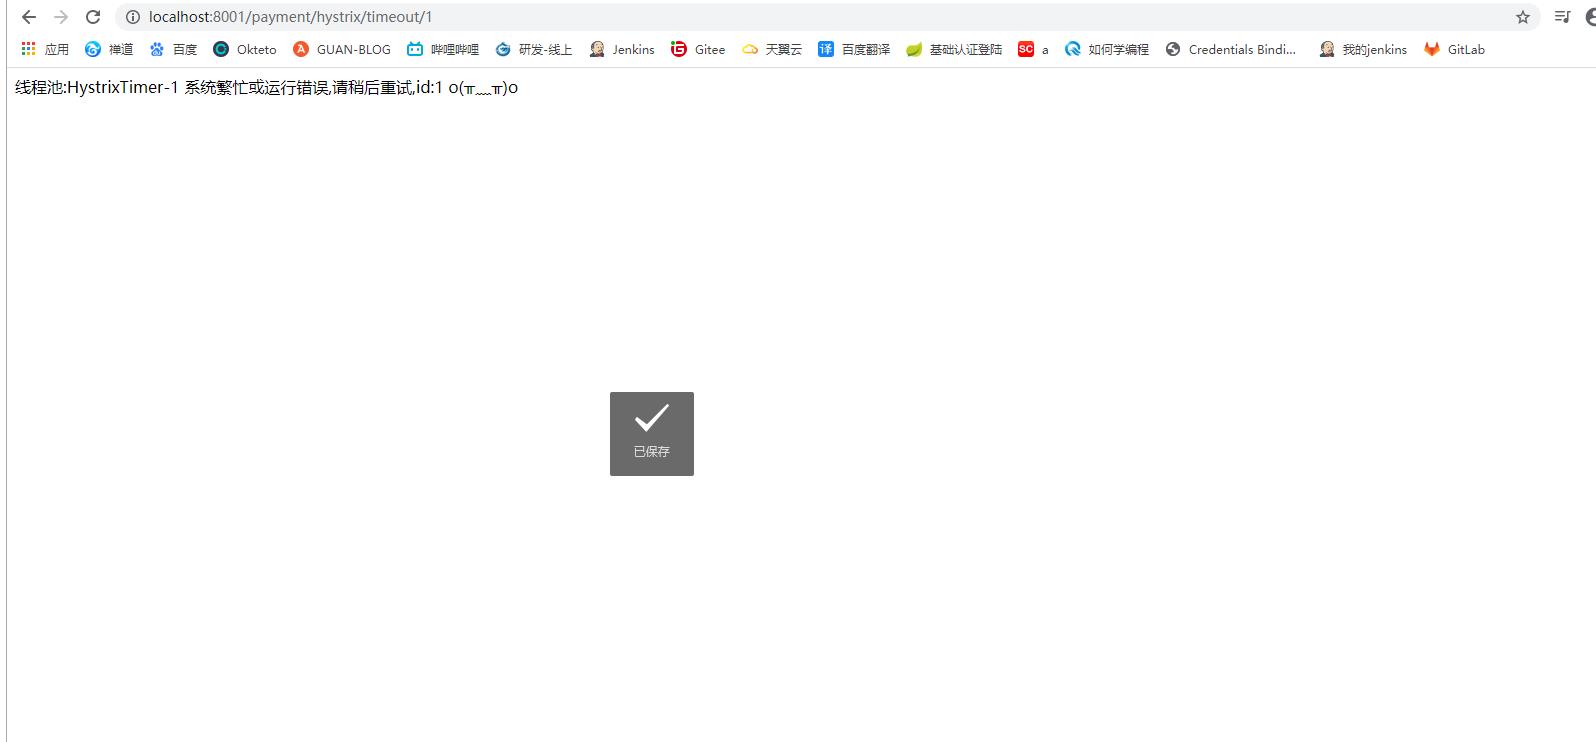 localhost:8001/payment/hystrix/timeout/1
应用 禅道 百度 Okteto GUAN-BLOG 哔哩哔哩 研发-线上 Jenkins Gitee 天翼云 译 百度翻译 基础认证登陆 SC a 如何学编程 Credentials Bindi... 我的jenkins GitLab
线程池:HystrixTimer-1 系统繁忙或运行错误,请稍后重试,id:1 o(╥﹏╥)o
已保存